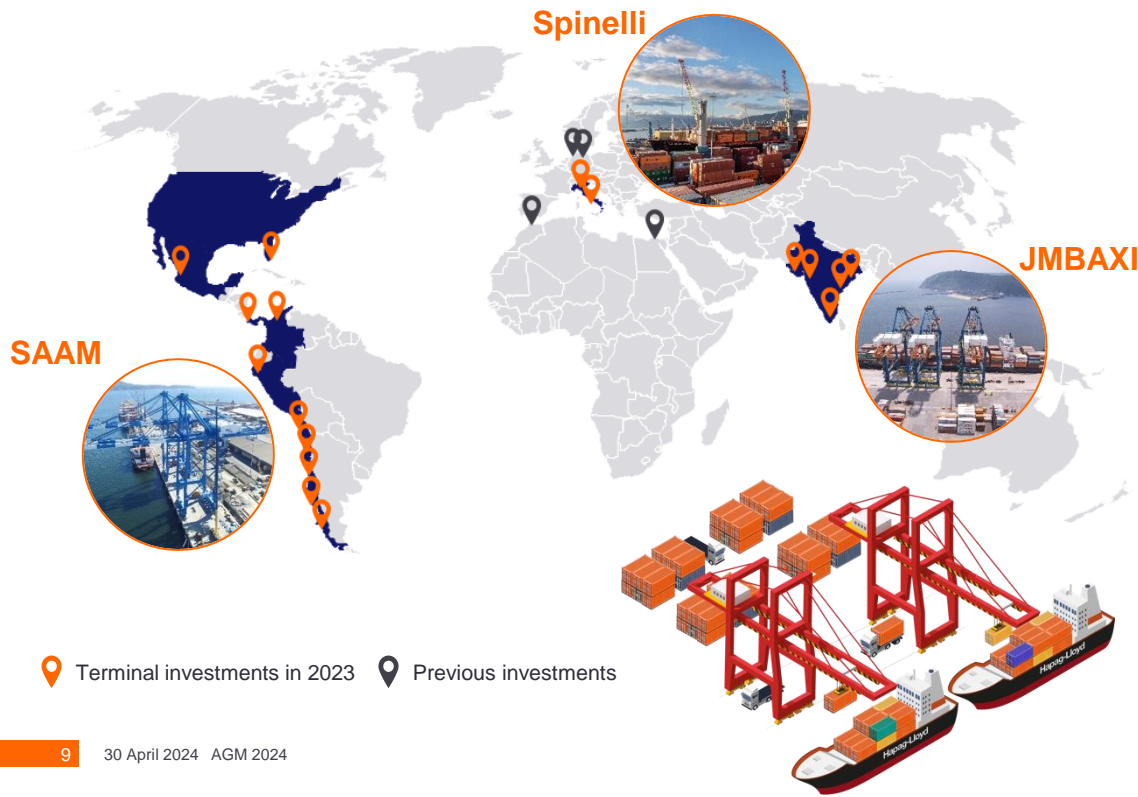 Spinelli
JMBAXI
SAAM
Terminal investments in 2023
Previous investments
Hapag-Lloyd
Hapag-Lloyd
9
30 April 2024 AGM 2024